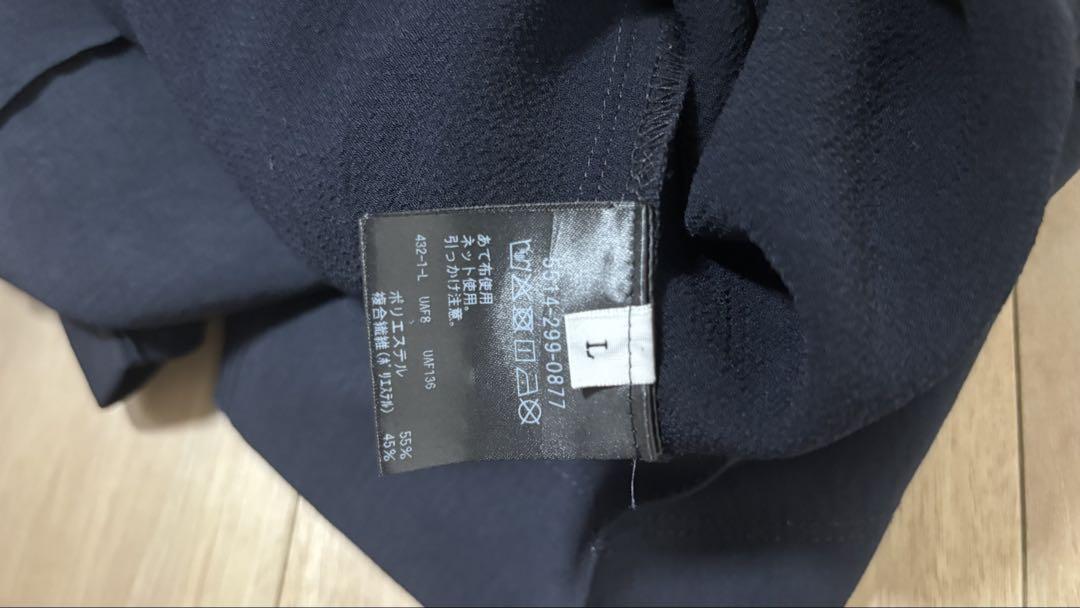 L
5514-299-0877
あて布使用
ネット使用。
引っかけ注意。
432-1-L UAF8 UAF136
ポリエステル 55%
複合繊維(ポリエステル) 45%